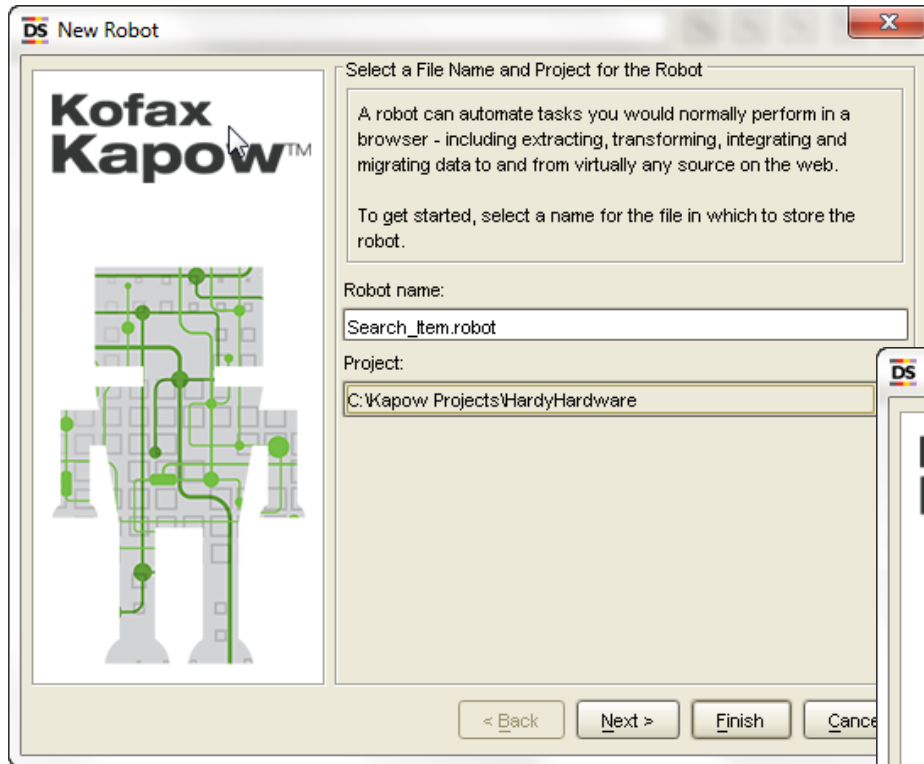 DS New Robot
Kofax
Kapow™
Select a File Name and Project for the Robot
A robot can automate tasks you would normally perform in a
browser - including extracting, transforming, integrating and
migrating data to and from virtually any source on the web.
To get started, select a name for the file in which to store the
robot.
Robot name:
Search_Item.robot
Project:
C:\Kapow Projects\HardyHardware
DS
< Back
Next >
Finish
Cance